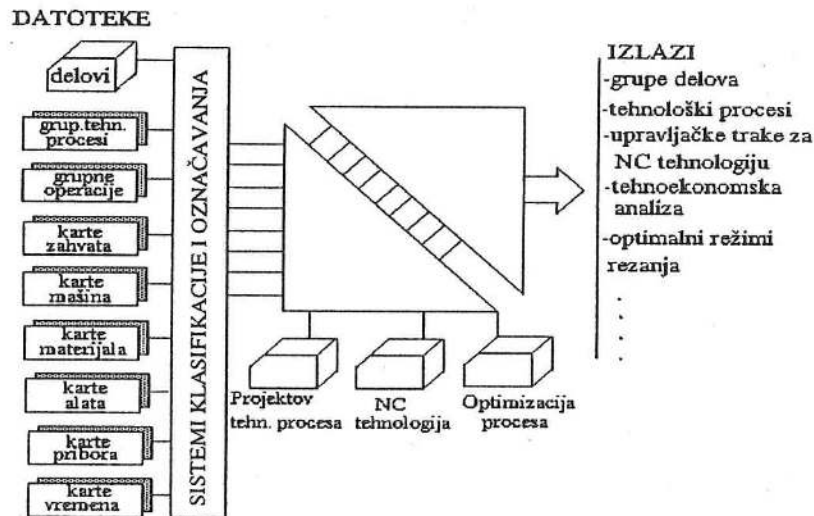 DATOTEKE
delovi
grup.tehn.
procesi
grupne
operacije
karte
zahvata
karte
mašina
karte
materijala
karte
alata
karte
pribora
karte
vremena
SISTEMI KLASIFIKACIJE I OZNAČAVANJA
Projektov
tehn. procesa
NC
tehnologija
Optimizacija
procesa
IZLAZI
-grupe delova
-tehnološki procesi
-upravljačke trake za
NC tehnologiju
-tehnoekonomska
analiza
-optimalni režimi
rezanja